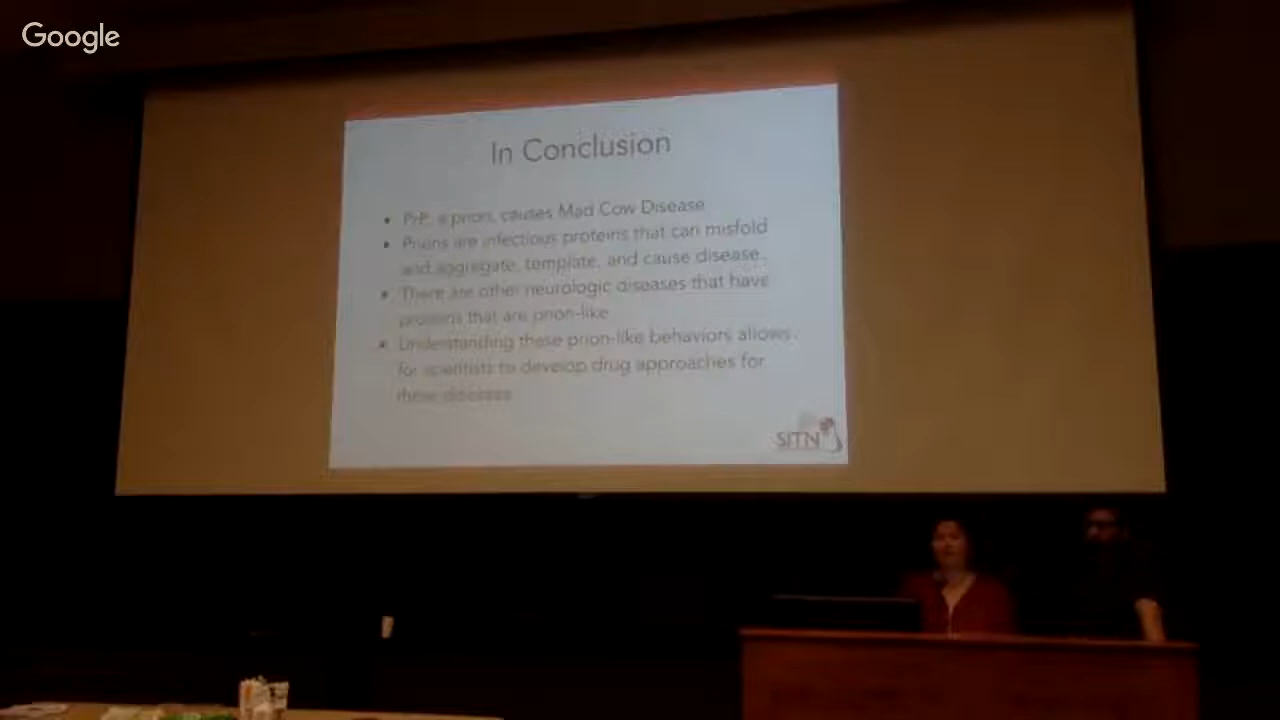 Google
In Conclusion
• PrP, a prion, causes Mad Cow Disease
• Prions are infectious proteins that can misfold
and aggregate, template, and cause disease.
• There are other neurologic diseases that have
proteins that are prion-like
• Understanding these prion-like behaviors allows
for scientists to develop drug approaches for
these diseases
SITN